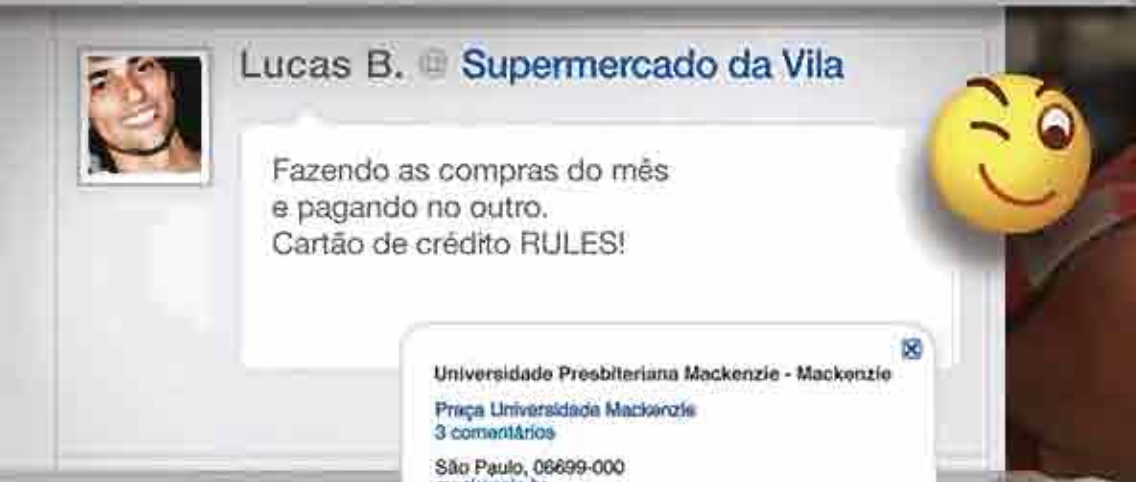 Lucas B. @ Supermercado da Vila
Fazendo as compras do mês
e pagando no outro.
Cartão de crédito RULES!
Universidade Presbiteriana Mackenzie - Mackenzie
Praça Universidade Mackenzie
3 comentários
São Paulo, 06699-000